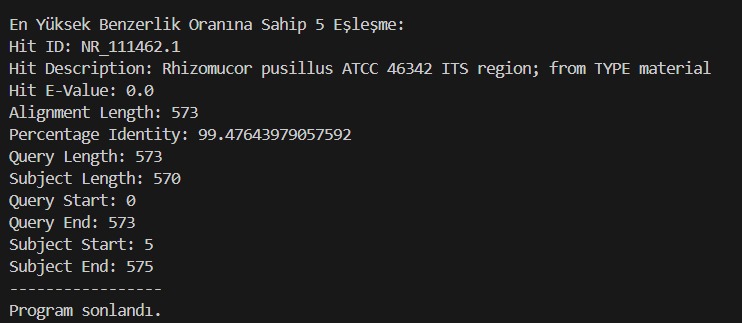 En Yüksek Benzerlik Oranına Sahip 5 Eşleşme:
Hit ID: NR_111462.1
Hit Description: Rhizomucor pusillus ATCC 46342 ITS region; from TYPE material
Hit E-Value: 0.0
Alignment Length: 573
Percentage Identity: 99.47643979057592
Query Length: 573
Subject Length: 570
Query Start: 0
Query End: 573
Subject Start: 5
Subject End: 575
-----------------
Program sonlandı.